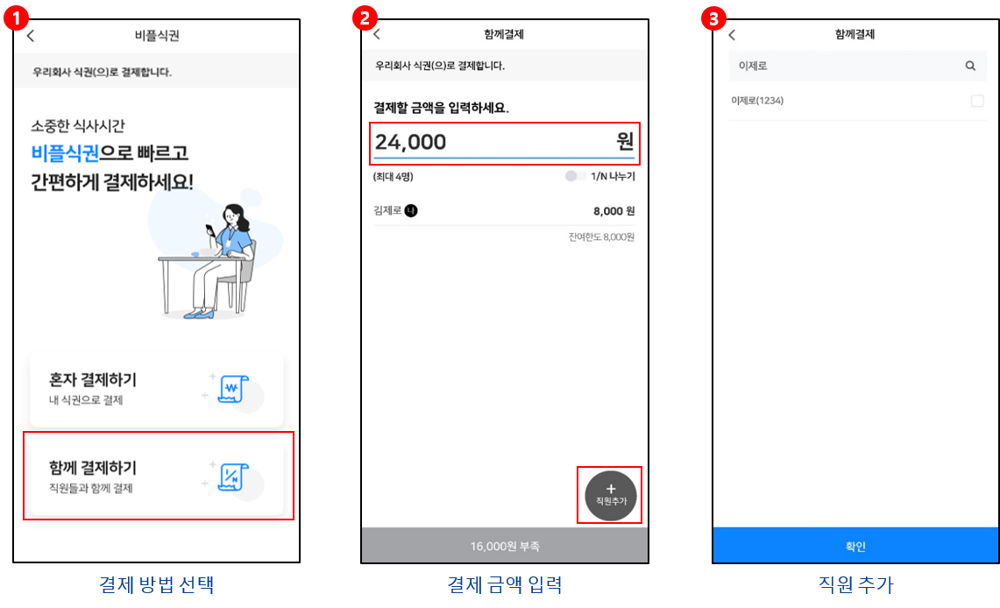 1
비플식권
우리회사 식권(으)로 결제합니다.
소중한 식사시간
비플식권으로 빠르고
간편하게 결제하세요!
혼자 결제하기
내 식권으로 결제
₩
함께 결제하기
직원들과 함께 결제
1/N
결제 방법 선택
2
함께결제
우리회사 식권(으)로 결제합니다.
결제할 금액을 입력하세요.
24,000 원
(최대 4명) 1/N 나누기
김제로 나 8,000 원
잔여한도 8,000원
+
직원추가
16,000원 부족
결제 금액 입력
3
함께결제
이제로
이제로(1234)
확인
직원 추가